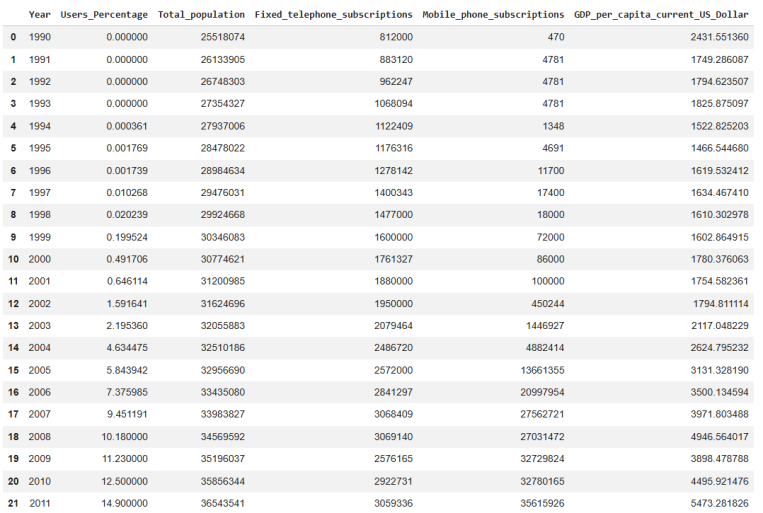 Year Users_Percentage Total_population Fixed_telephone_subscriptions Mobile_phone_subscriptions GDP_per_capita_current_US_Dollar
0 1990 0.000000 25518074 812000 470 2431.551360
1 1991 0.000000 26133905 883120 4781 1749.286087
2 1992 0.000000 26748303 962247 4781 1794.623507
3 1993 0.000000 27354327 1068094 4781 1825.875097
4 1994 0.000361 27937006 1122409 1348 1522.825203
5 1995 0.001769 28478022 1176316 4691 1466.544680
6 1996 0.001739 28984634 1278142 11700 1619.532412
7 1997 0.010268 29476031 1400343 17400 1634.467410
8 1998 0.020239 29924668 1477000 18000 1610.302978
9 1999 0.199524 30346083 1600000 72000 1602.864915
10 2000 0.491706 30774621 1761327 86000 1780.376063
11 2001 0.646114 31200985 1880000 100000 1754.582361
12 2002 1.591641 31624696 1950000 450244 1794.811114
13 2003 2.195360 32055883 2079464 1446927 2117.048229
14 2004 4.634475 32510186 2486720 4882414 2624.795232
15 2005 5.843942 32956690 2572000 13661355 3131.328190
16 2006 7.375985 33435080 2841297 20997954 3500.134594
17 2007 9.451191 33983827 3068409 27562721 3971.803488
18 2008 10.180000 34569592 3069140 27031472 4946.564017
19 2009 11.230000 35196037 2576165 32729824 3898.478788
20 2010 12.500000 35856344 2922731 32780165 4495.921476
21 2011 14.900000 36543541 3059336 35615926 5473.281826